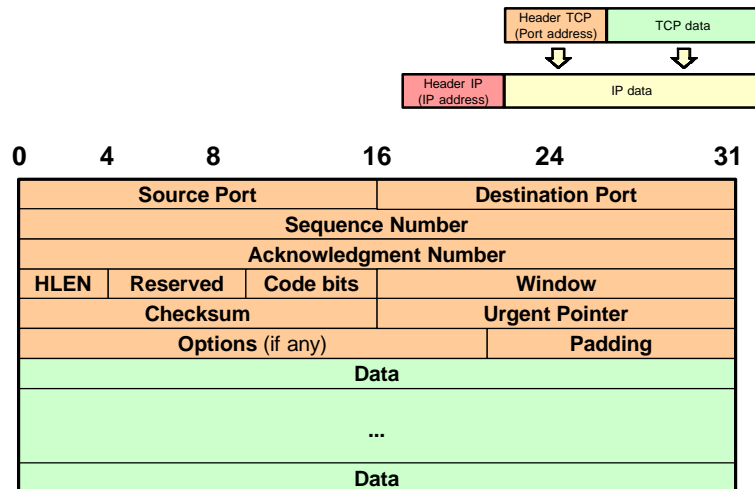 Header TCP
(Port address)
TCP data
Header IP
(IP address)
IP data
0 4 8 16 24 31
Source Port Destination Port
Sequence Number
Acknowledgment Number
HLEN Reserved Code bits Window
Checksum Urgent Pointer
Options (if any) Padding
Data
...
Data